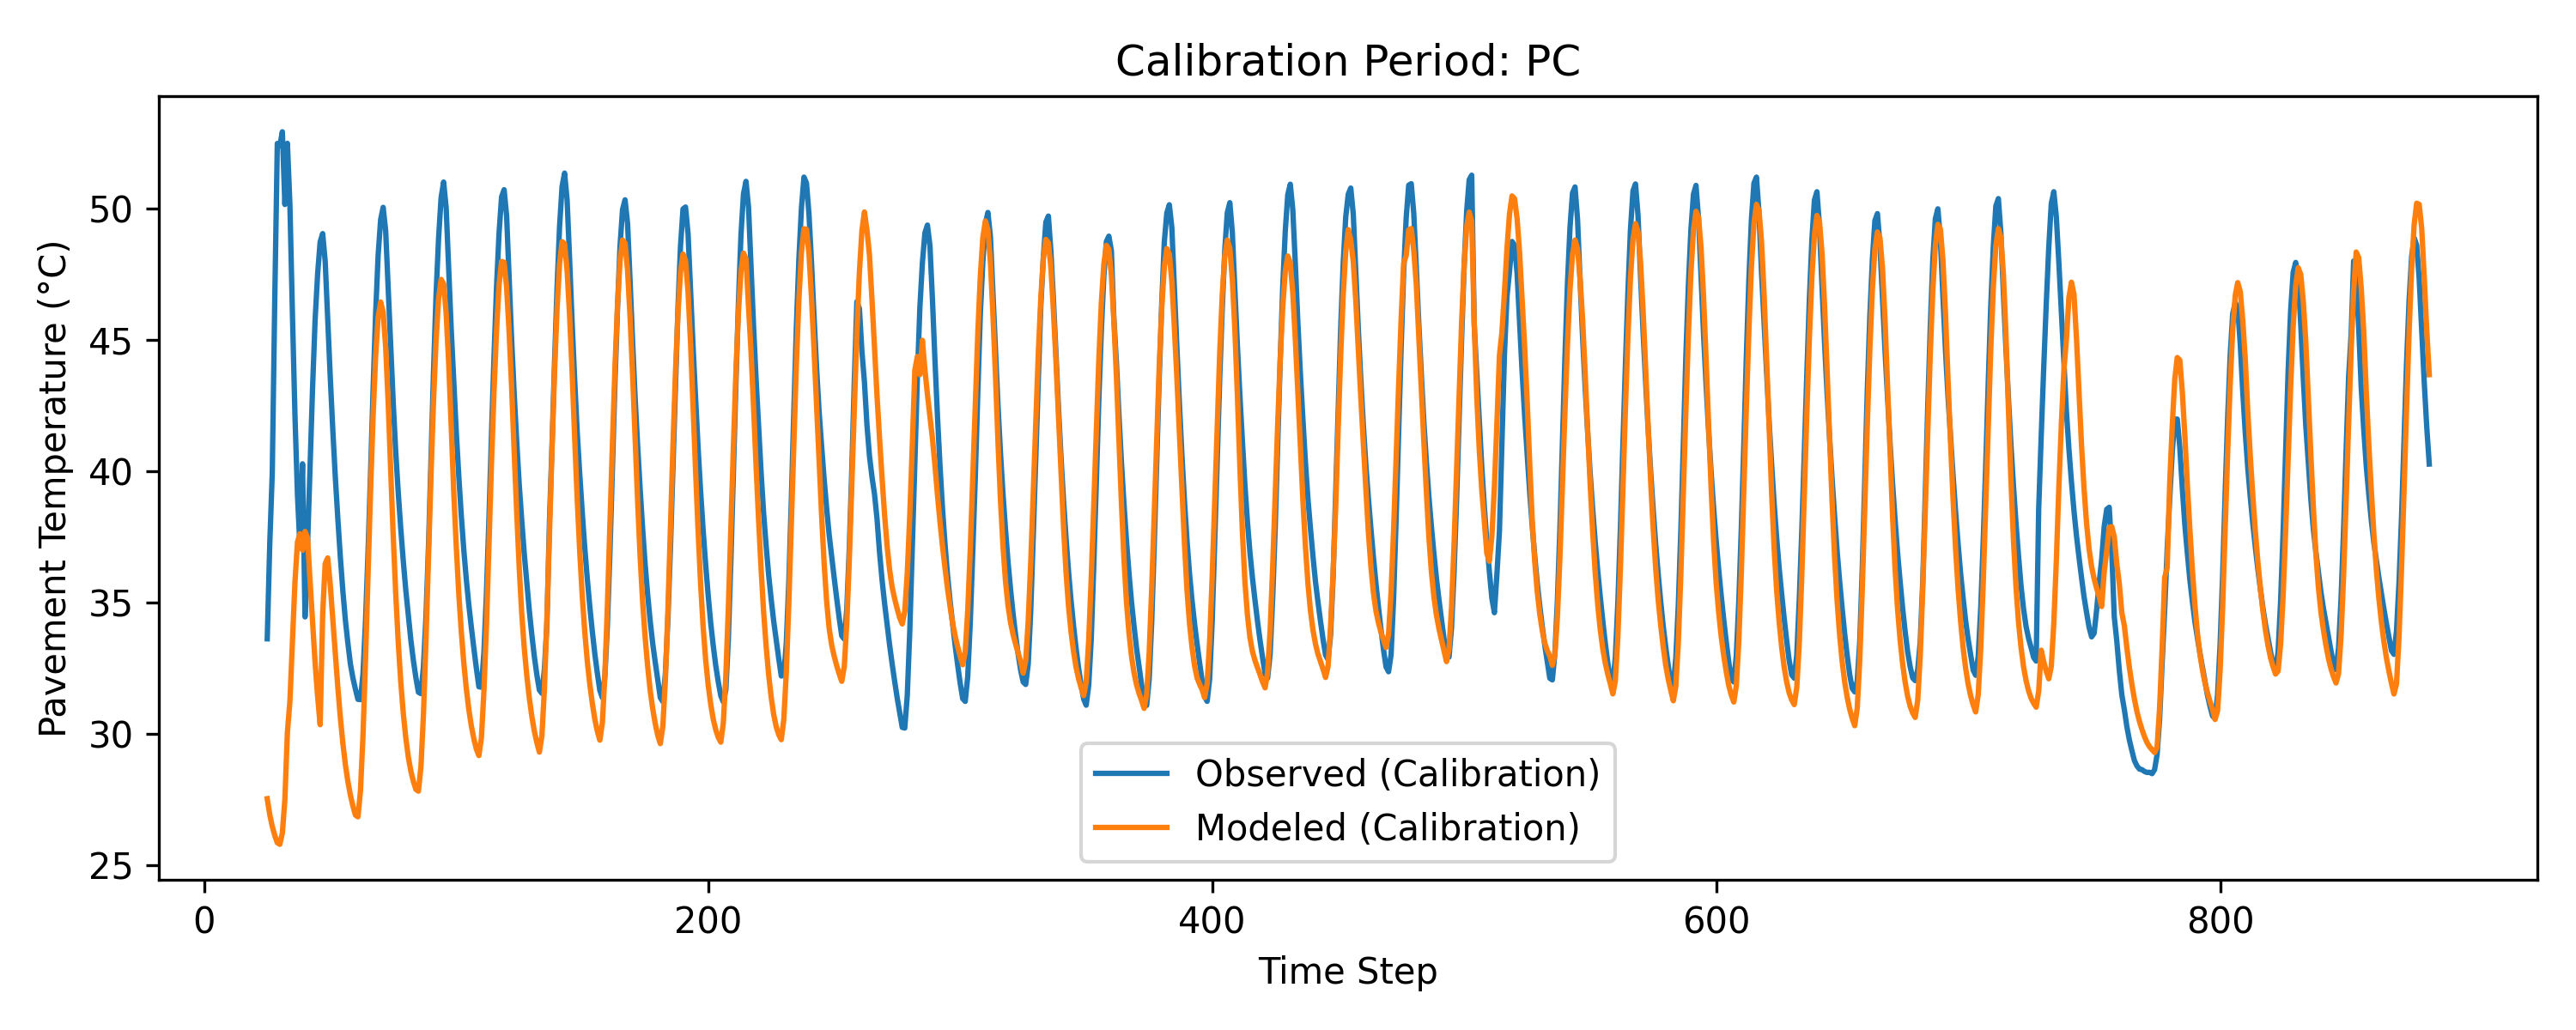 Calibration Period: PC
Pavement Temperature (°C)
50
45
40
35
30
25
Observed (Calibration)
Modeled (Calibration)
0 200 400 600 800
Time Step